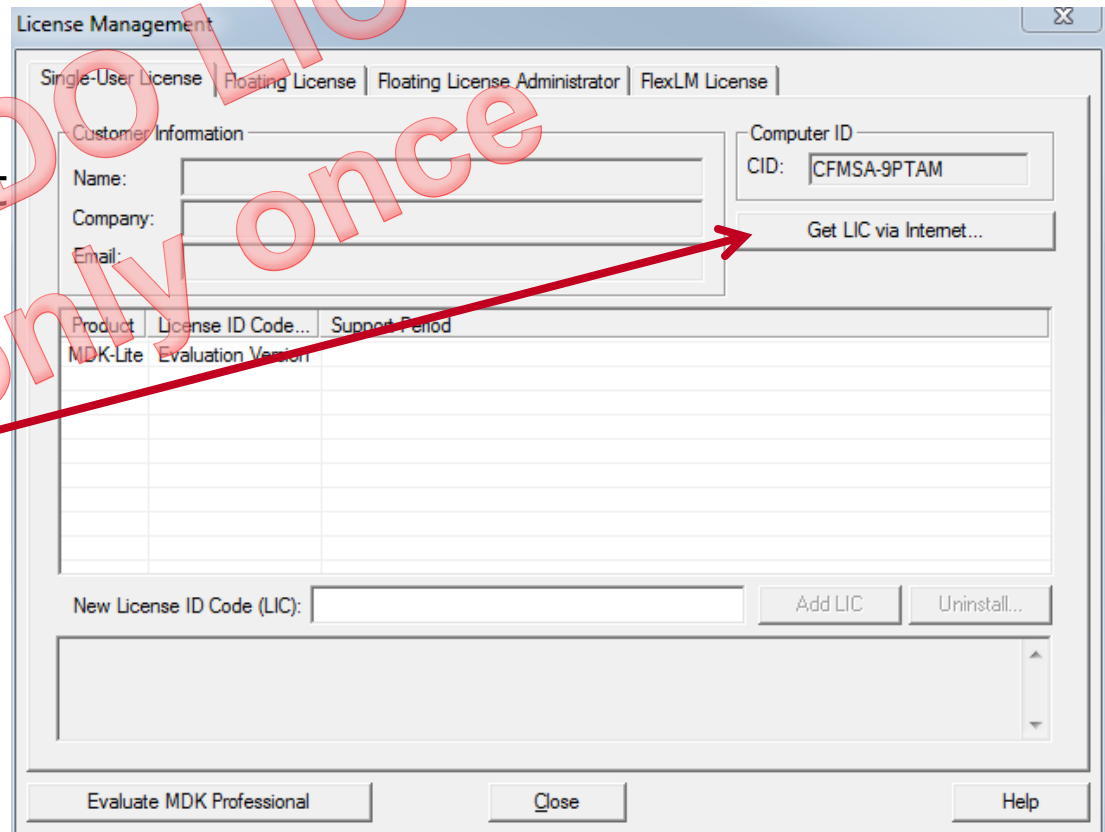 License Management
Single-User License Floating License Floating License Administrator FlexLM License
Customer Information
Name:
Company:
Email:
Computer ID
CID: CFMSA-9PTAM
Get LIC via Internet...
Product License ID Code... Support Period
MDK-Lite Evaluation Version
New License ID Code (LIC): Add LIC Uninstall...
Evaluate MDK Professional Close Help
DO LIC
only once
t